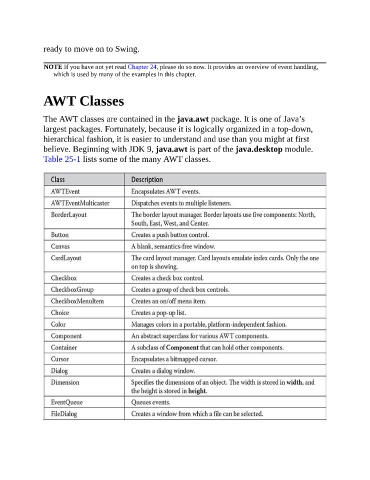 ready to move on to Swing.
NOTE If you have not yet read Chapter 24, please do so now. It provides an overview of event handling,
which is used by many of the examples in this chapter.
AWT Classes
The AWT classes are contained in the java.awt package. It is one of Java's
largest packages. Fortunately, because it is logically organized in a top-down,
hierarchical fashion, it is easier to understand and use than you might at first
believe. Beginning with JDK 9, java.awt is part of the java.desktop module.
Table 25-1 lists some of the many AWT classes.
Class Description
AWTEvent Encapsulates AWT events.
AWTEventMulticaster Dispatches events to multiple listeners.
BorderLayout The border layout manager. Border layouts use five components: North,
South, East, West, and Center.
Button Creates a push button control.
Canvas A blank, semantics-free window.
CardLayout The card layout manager. Card layouts emulate index cards. Only the one
on top is showing.
Checkbox Creates a check box control.
CheckboxGroup Creates a group of check box controls.
CheckboxMenuItem Creates an on/off menu item.
Choice Creates a pop-up list.
Color Manages colors in a portable, platform-independent fashion.
Component An abstract superclass for various AWT components.
Container A subclass of Component that can hold other components.
Cursor Encapsulates a bitmapped cursor.
Dialog Creates a dialog window.
Dimension Specifies the dimensions of an object. The width is stored in width, and
the height is stored in height.
EventQueue Queues events.
FileDialog Creates a window from which a file can be selected.